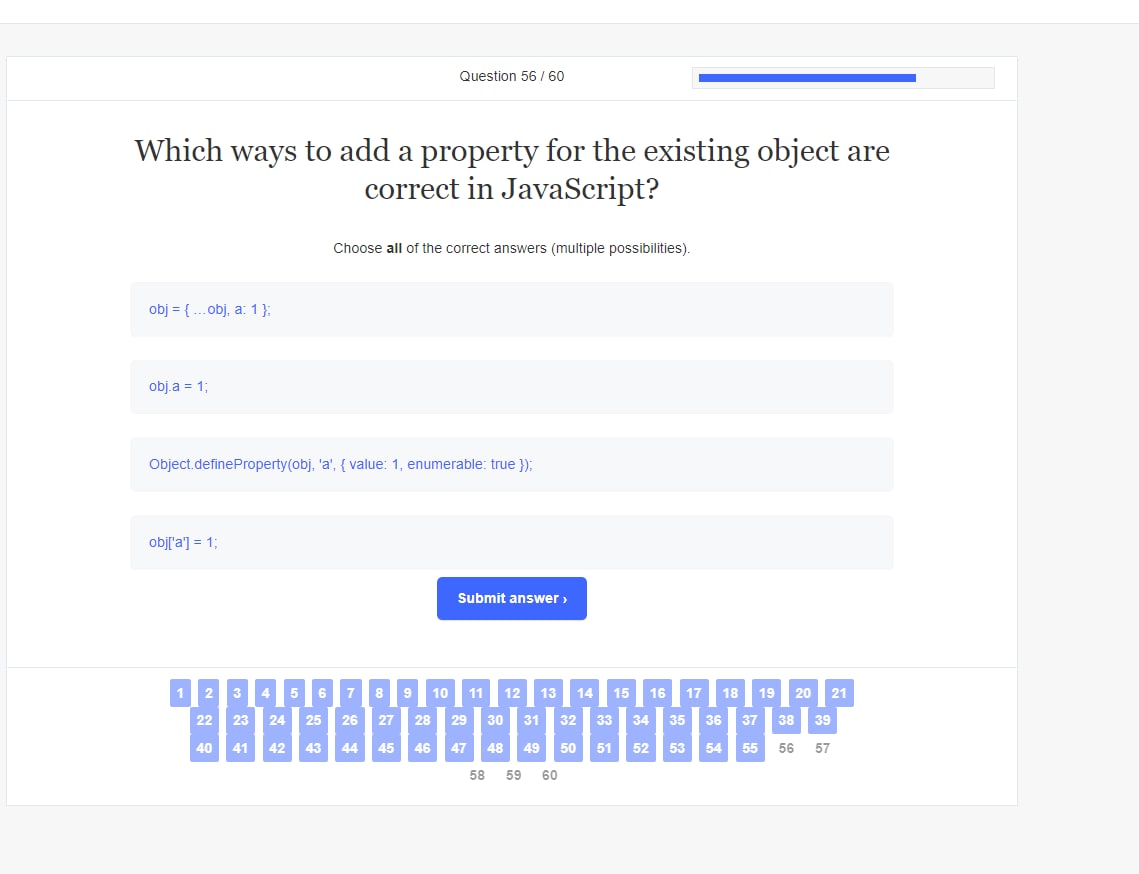 Question 56 / 60
Which ways to add a property for the existing object are
correct in JavaScript?
Choose all of the correct answers (multiple possibilities).
obj = { …obj, a: 1 };
obj.a = 1;
Object.defineProperty(obj, 'a', { value: 1, enumerable: true });
obj['a'] = 1;
Submit answer ›
1 2 3 4 5 6 7 8 9 10 11 12 13 14 15 16 17 18 19 20 21
22 23 24 25 26 27 28 29 30 31 32 33 34 35 36 37 38 39
40 41 42 43 44 45 46 47 48 49 50 51 52 53 54 55 56 57
58 59 60